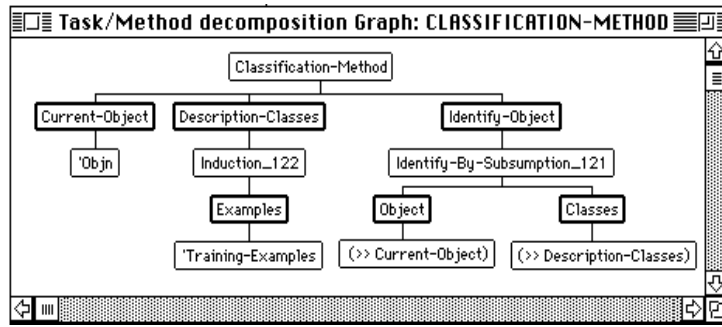 Task/Method decomposition Graph: CLASSIFICATION-METHOD
Classification-Method
Current-Object Description-Classes Identify-Object
'Objn Induction_122 Identify-By-Subsumption_121
Examples Object Classes
'Training-Examples (>> Current-Object) (>> Description-Classes)